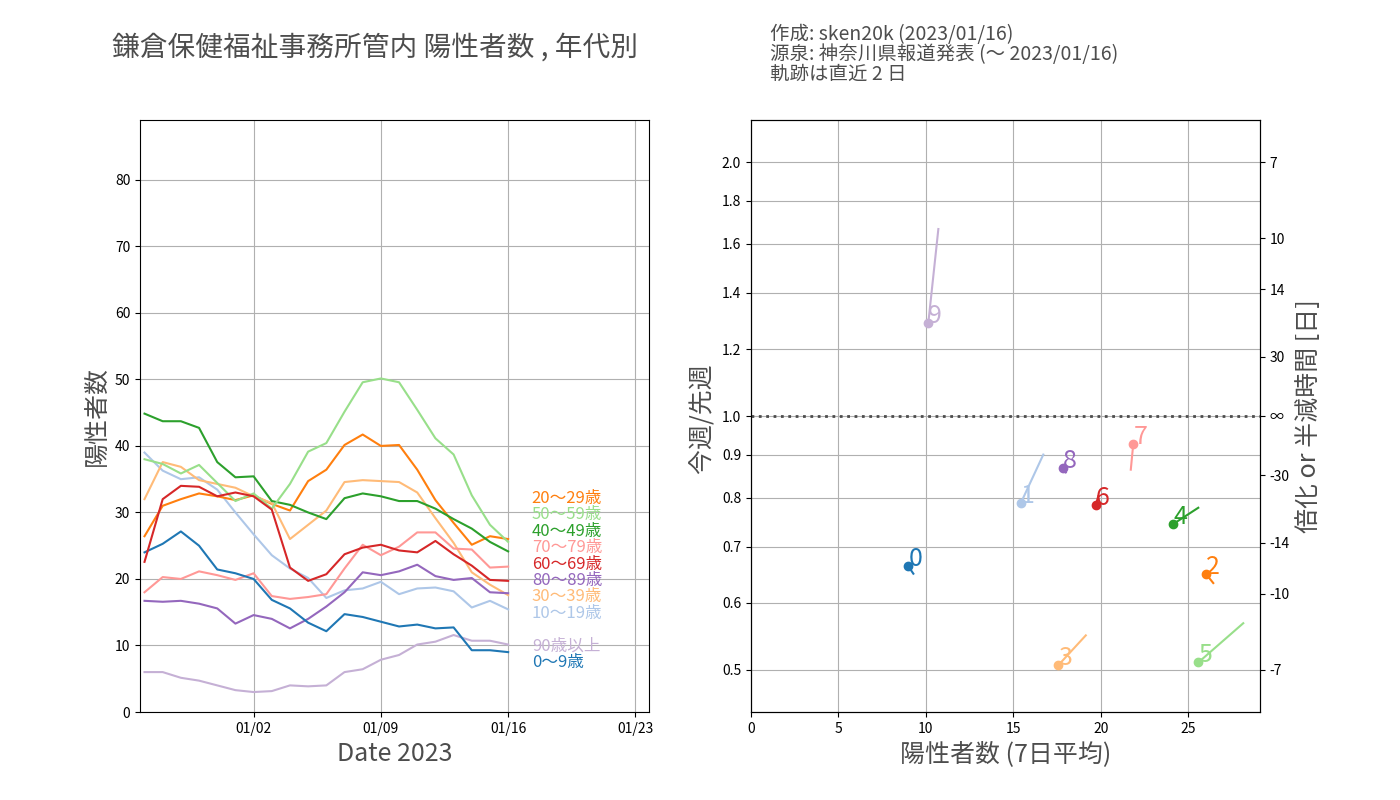 鎌倉保健福祉事務所管内 陽性者数 , 年代別
作成: sken20k (2023/01/16)
源泉: 神奈川県報道発表 (〜 2023/01/16)
軌跡は直近 2 日
陽性者数
80
70
60
50
40
30
20
10
0
01/02
01/09
01/16
01/23
Date 2023
20〜29歳
50〜59歳
40〜49歳
70〜79歳
60〜69歳
80〜89歳
30〜39歳
10〜19歳
90歳以上
0〜9歳
今週/先週
2.0
1.8
1.6
1.4
1.2
1.0
0.9
0.8
0.7
0.6
0.5
9
7
8
1
6
4
0
2
5
3
0
5
10
15
20
25
陽性者数 (7日平均)
7
10
14
30
∞
-30
-14
-10
-7
倍化 or 半減時間 [日]